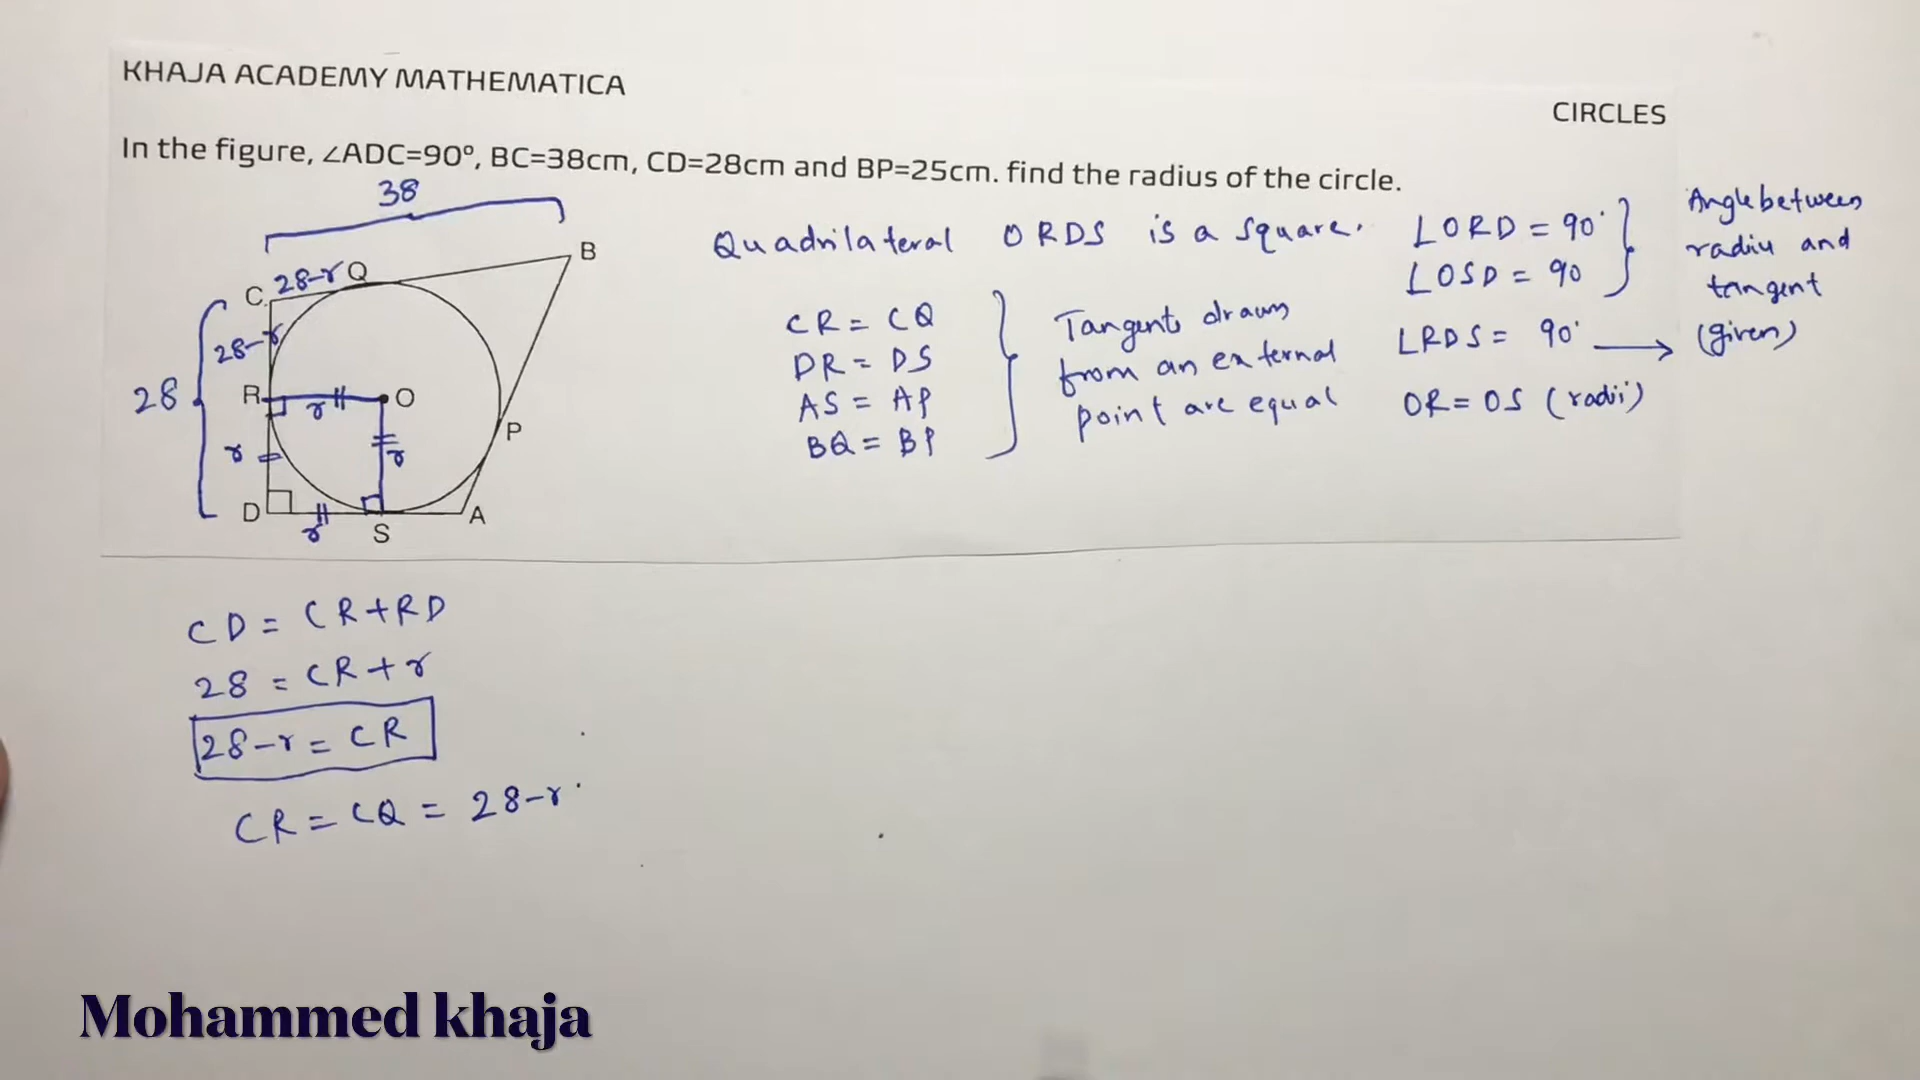 KHAJA ACADEMY MATHEMATICA
CIRCLES
In the figure, ∠ADC=90º, BC=38cm, CD=28cm and BP=25cm. find the radius of the circle.
38
B
C
28-r
Q
28-r
28
R
r
O
r
r
P
D
r
S
A
Quadrilateral ORDS is a square.
CR = CQ
DR = DS
AS = AP
BQ = BP
Tangents drawn
from an external
point are equal
∠ORD = 90°
∠OSD = 90
∠RDS = 90°
OR = OS (radii)
Angle between
radiu and
tangent
(given)
CD = CR+RD
28 = CR+r
28-r = CR
CR = CQ = 28-r
Mohammed khaja